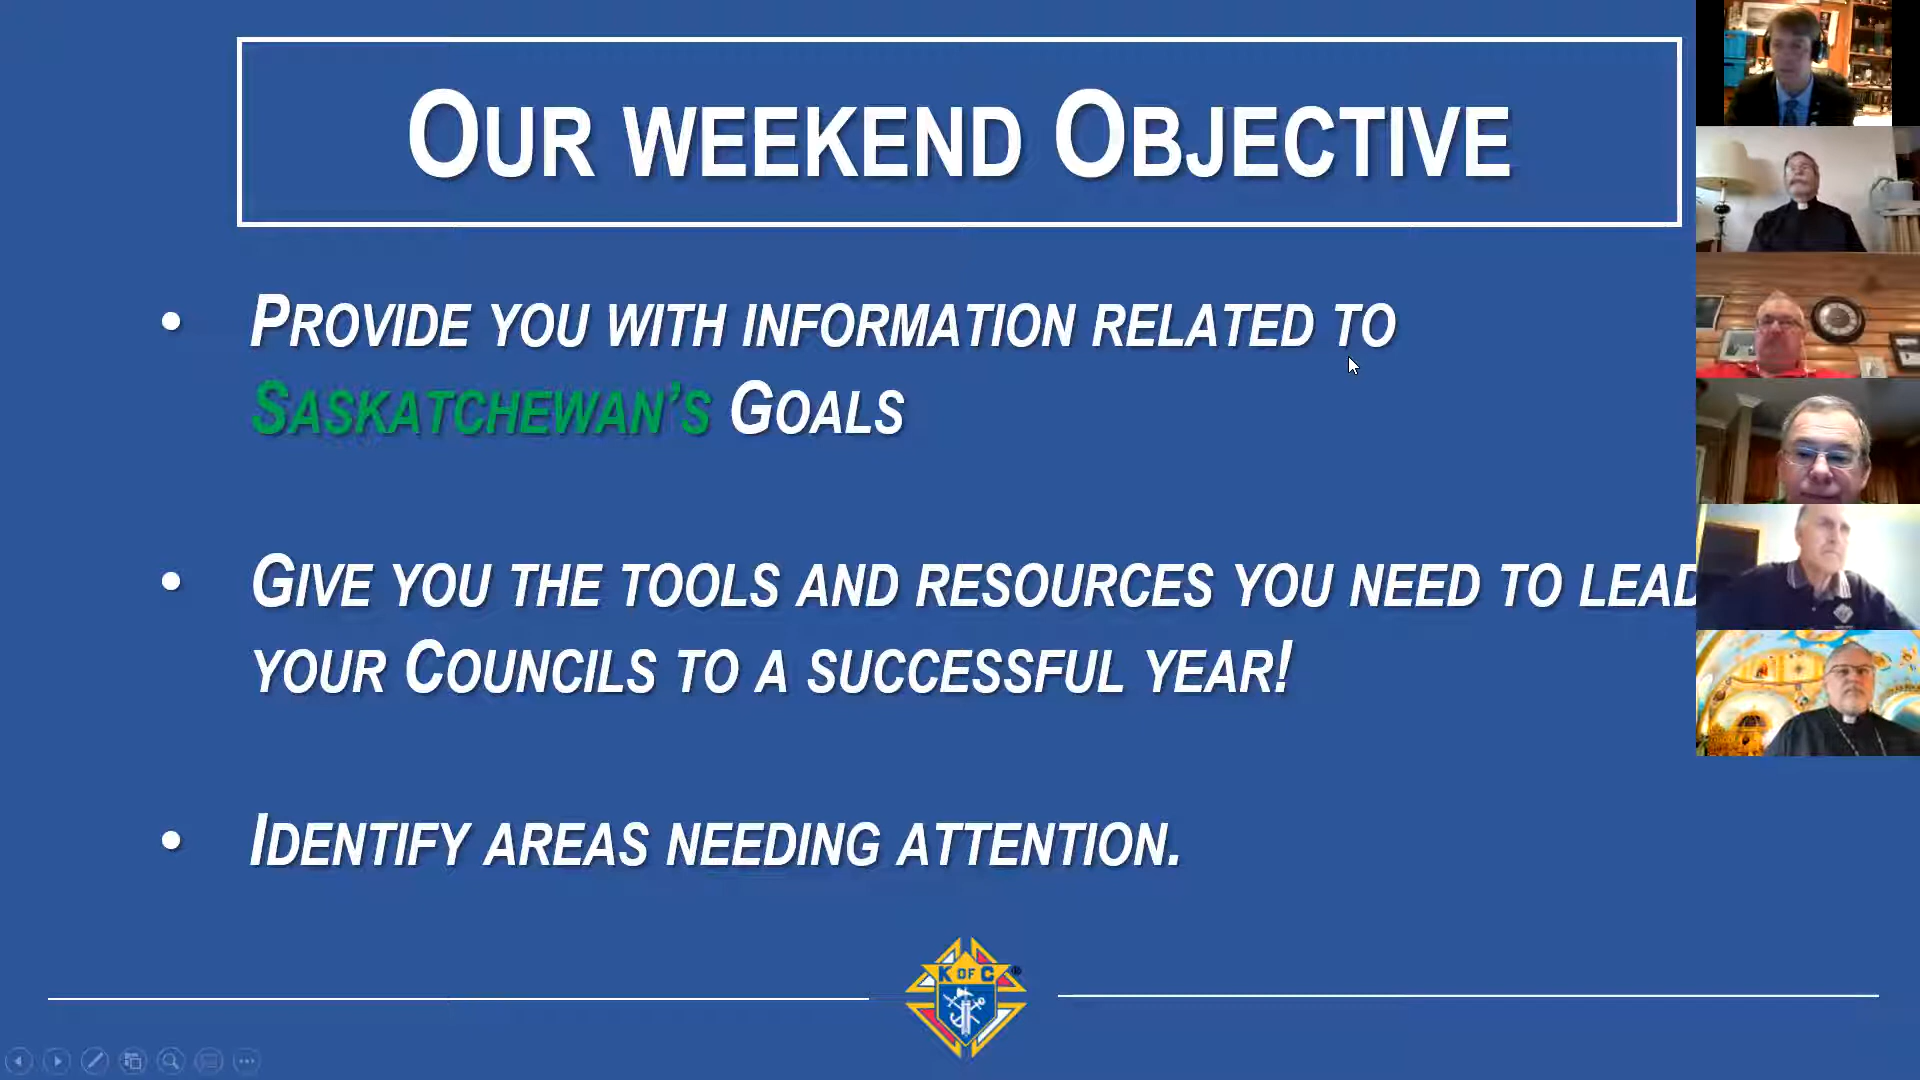 OUR WEEKEND OBJECTIVE
• PROVIDE YOU WITH INFORMATION RELATED TO
SASKATCHEWAN'S GOALS
• GIVE YOU THE TOOLS AND RESOURCES YOU NEED TO LEAD
YOUR COUNCILS TO A SUCCESSFUL YEAR!
• IDENTIFY AREAS NEEDING ATTENTION.
K OF C ®